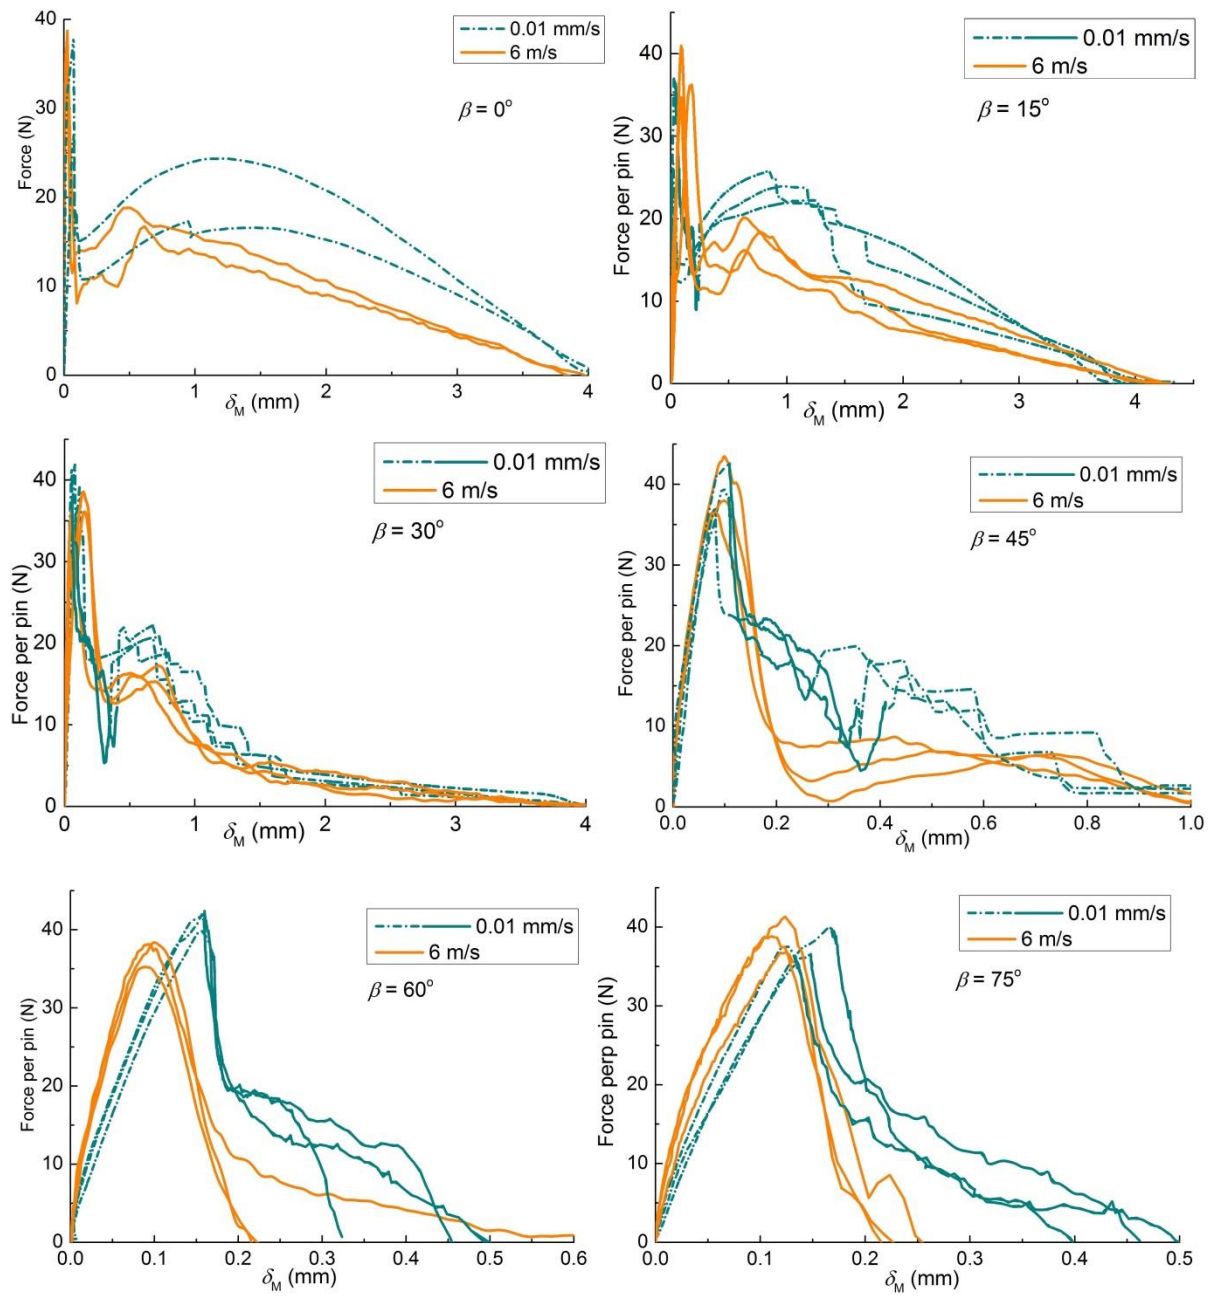 40
30
20
10
0
Force (N)
0.01 mm/s
6 m/s
β = 0°
0 1 2 3 4
δM (mm)
40
30
20
10
0
Force per pin (N)
0.01 mm/s
6 m/s
β = 15°
0 1 2 3 4
δM (mm)
40
30
20
10
0
Force per pin (N)
0.01 mm/s
6 m/s
β = 30°
0 1 2 3 4
δM (mm)
40
30
20
10
0
Force per pin (N)
0.01 mm/s
6 m/s
β = 45°
0.0 0.2 0.4 0.6 0.8 1.0
δM (mm)
40
30
20
10
0
Force per pin (N)
0.01 mm/s
6 m/s
β = 60°
0.0 0.1 0.2 0.3 0.4 0.5 0.6
δM (mm)
40
30
20
10
0
Force perp pin (N)
0.01 mm/s
6 m/s
β = 75°
0.0 0.1 0.2 0.3 0.4 0.5
δM (mm)